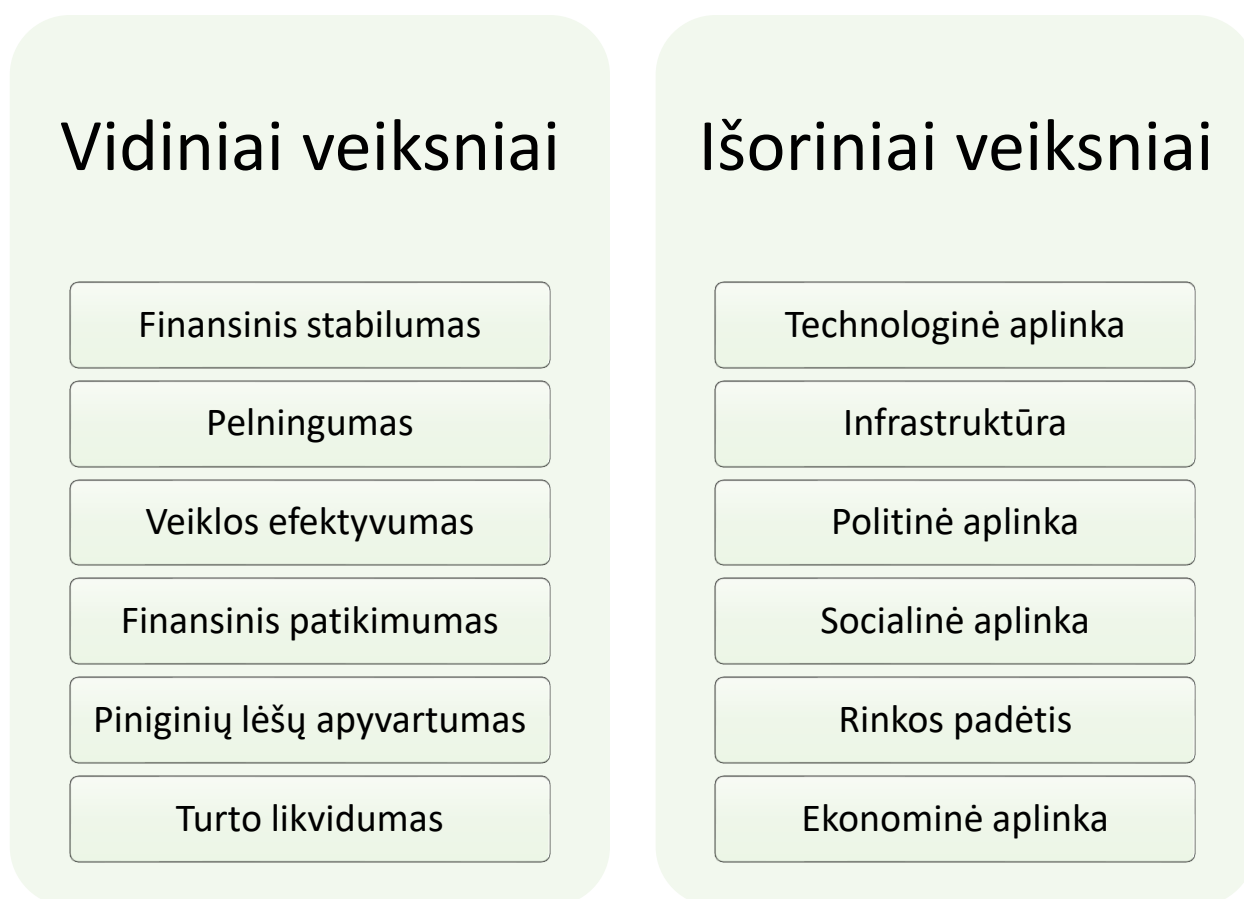 Vidiniai veiksniai
Finansinis stabilumas
Pelningumas
Veiklos efektyvumas
Finansinis patikimumas
Piniginių lėšų apyvartumas
Turto likvidumas
Išoriniai veiksniai
Technologinė aplinka
Infrastruktūra
Politinė aplinka
Socialinė aplinka
Rinkos padėtis
Ekonominė aplinka